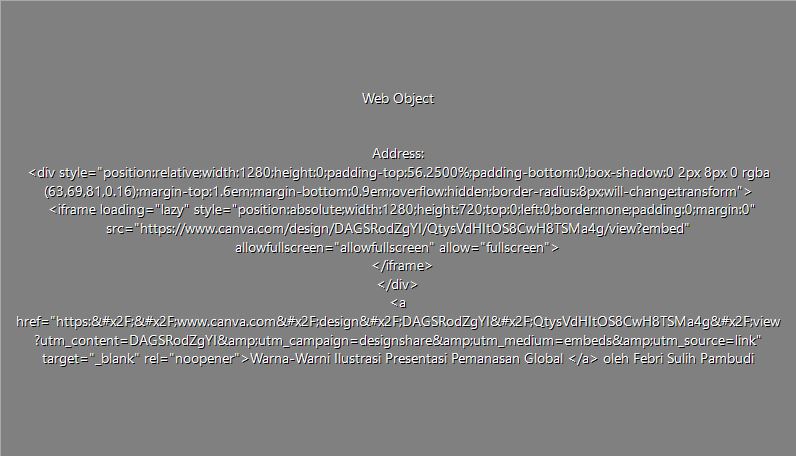 Web Object
Address:
<div style="position:relative;width:1280;height:0;padding-top:56.2500%;padding-bottom:0;box-shadow:0 2px 8px 0 rgba
(63,69,81,0.16);margin-top:1.6em;margin-bottom:0.9em;overflow:hidden;border-radius:8px;will-change:transform">
<iframe loading="lazy" style="position:absolute;width:1280;height:720;top:0;left:0;border:none;padding:0;margin:0"
src="https://www.canva.com/design/DAGSRodZgYI/QtysVdHItOS8CwH8TSMa4g/view?embed"
allowfullscreen="allowfullscreen" allow="fullscreen">
</iframe>
</div>
<a
href="https:&#x2F;&#x2F;www.canva.com&#x2F;design&#x2F;DAGSRodZgYI&#x2F;QtysVdHItOS8CwH8TSMa4g&#x2F;view
?utm_content=DAGSRodZgYI&amp;utm_campaign=designshare&amp;utm_medium=embeds&amp;utm_source=link"
target="_blank" rel="noopener">Warna-Warni Ilustrasi Presentasi Pemanasan Global </a> oleh Febri Sulih Pambudi